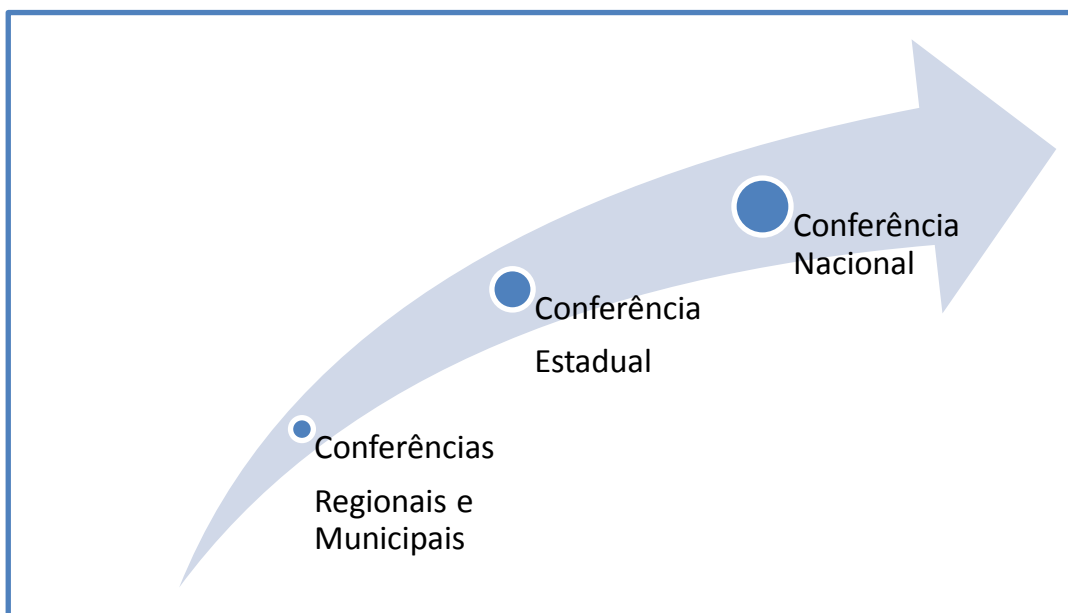 Conferência
Nacional
Conferência
Estadual
Conferências
Regionais e
Municipais